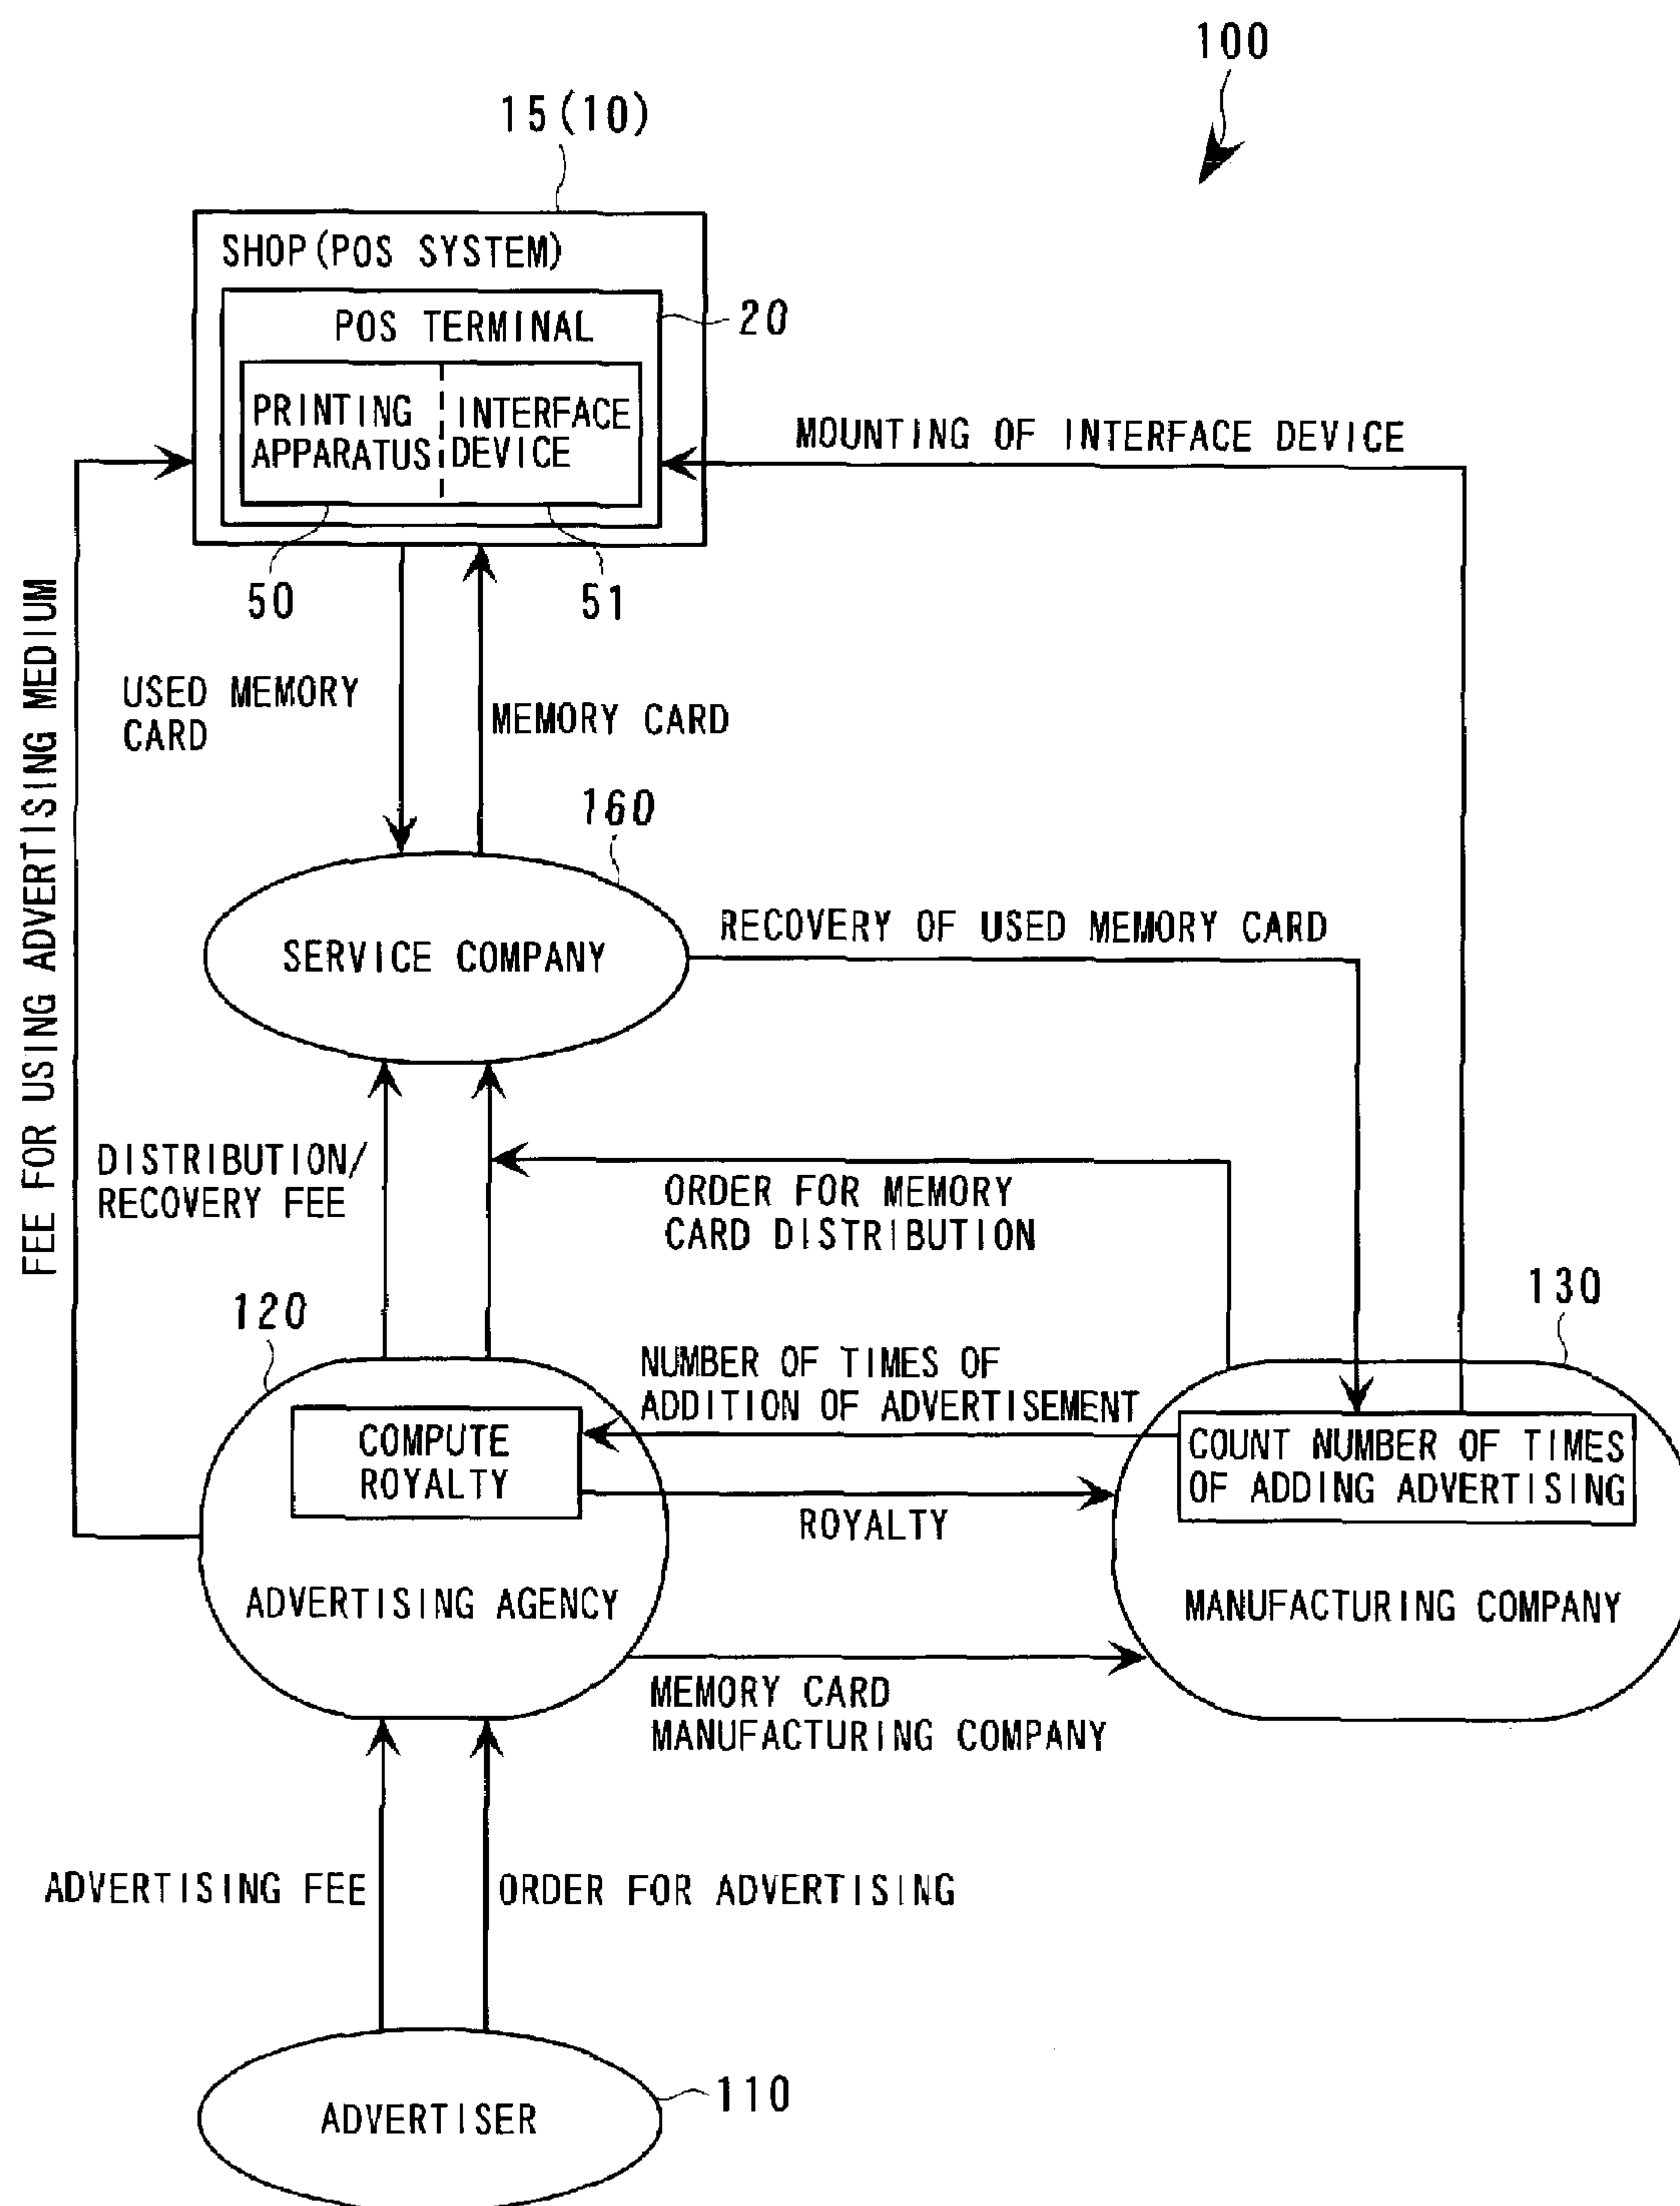 100
15(10)
SHOP(POS SYSTEM)
POS TERMINAL
20
PRINTING
APPARATUS
INTERFACE
DEVICE
MOUNTING OF INTERFACE DEVICE
50
51
FEE FOR USING ADVERTISING MEDIUM
USED MEMORY
CARD
MEMORY CARD
160
SERVICE COMPANY
RECOVERY OF USED MEMORY CARD
DISTRIBUTION/
RECOVERY FEE
ORDER FOR MEMORY
CARD DISTRIBUTION
120
130
NUMBER OF TIMES OF
ADDITION OF ADVERTISEMENT
COMPUTE
ROYALTY
COUNT NUMBER OF TIMES
OF ADDING ADVERTISING
ROYALTY
ADVERTISING AGENCY
MANUFACTURING COMPANY
MEMORY CARD
MANUFACTURING COMPANY
ADVERTISING FEE
ORDER FOR ADVERTISING
110
ADVERTISER